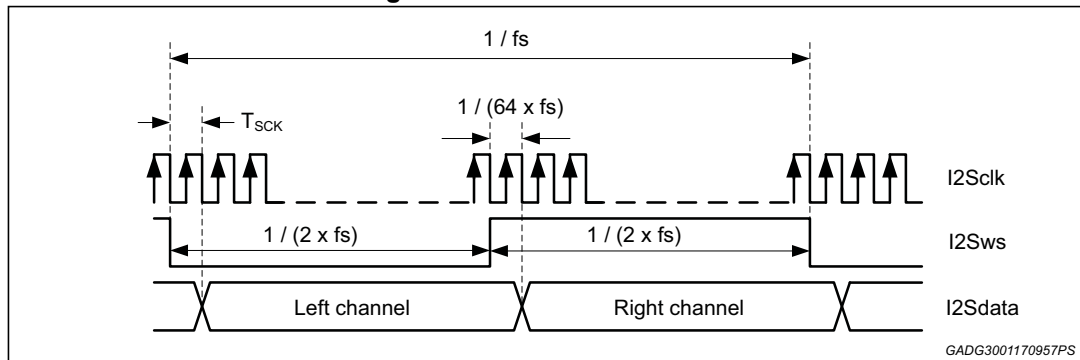 1 / fs
1 / (64 x fs)
T_SCK
I2Sclk
1 / (2 x fs) 1 / (2 x fs)
I2Sws
Left channel Right channel
I2Sdata
GADG3001170957PS